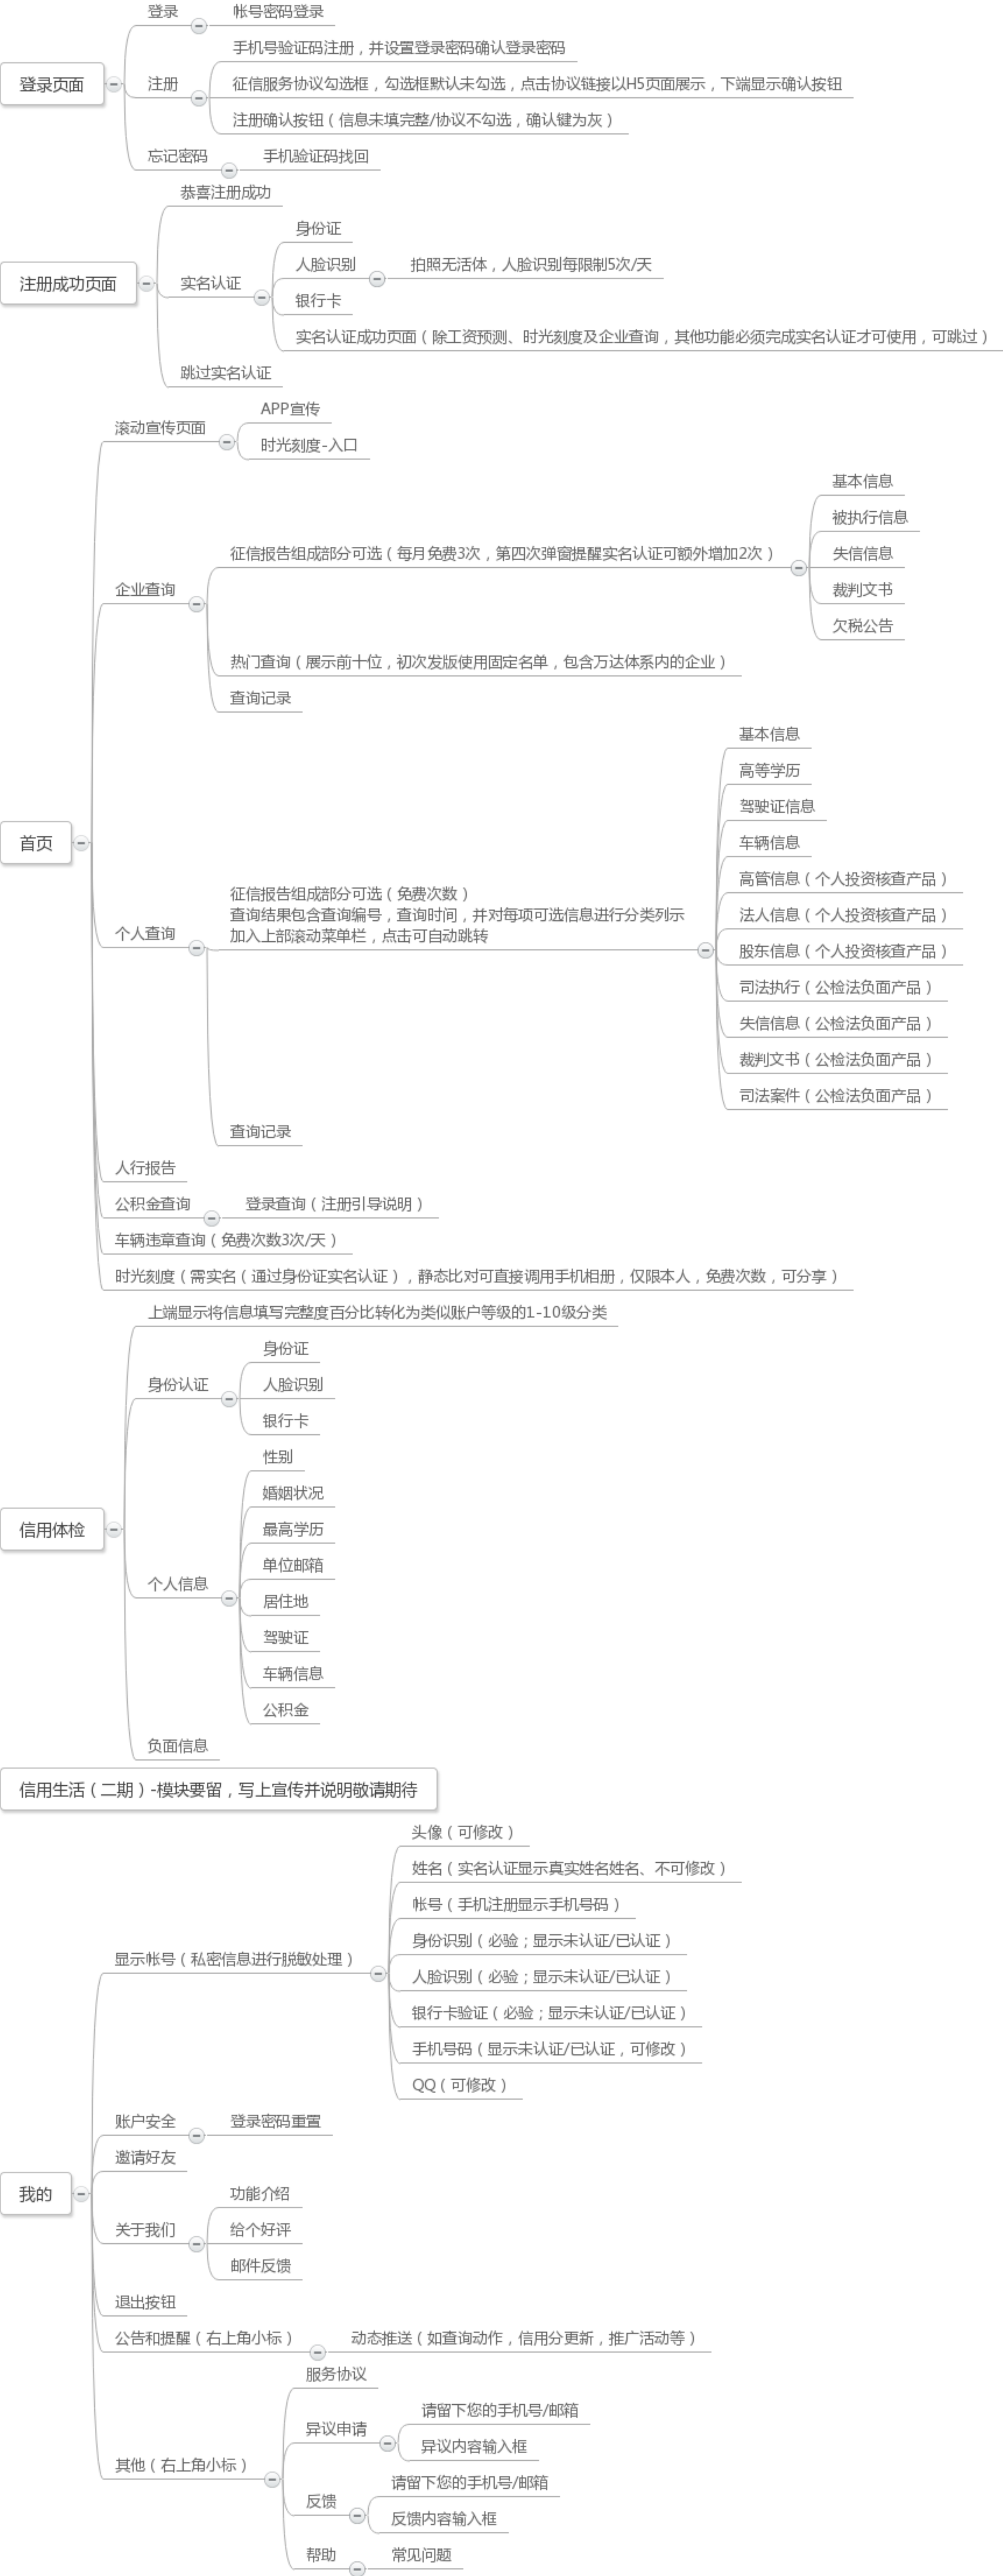 登录页面
登录
帐号密码登录
注册
手机号验证码注册，并设置登录密码确认登录密码
征信服务协议勾选框，勾选框默认未勾选，点击协议链接以H5页面展示，下端显示确认按钮
注册确认按钮（信息未填完整/协议不勾选，确认键为灰）
忘记密码
手机验证码找回
注册成功页面
恭喜注册成功
实名认证
身份证
人脸识别
拍照无活体，人脸识别每限制5次/天
银行卡
实名认证成功页面（除工资预测、时光刻度及企业查询，其他功能必须完成实名认证才可使用，可跳过）
跳过实名认证
首页
滚动宣传页面
APP宣传
时光刻度-入口
企业查询
征信报告组成部分可选（每月免费3次，第四次弹窗提醒实名认证可额外增加2次）
基本信息
被执行信息
失信信息
裁判文书
欠税公告
热门查询（展示前十位，初次发版使用固定名单，包含万达体系内的企业）
查询记录
个人查询
征信报告组成部分可选（免费次数）
查询结果包含查询编号，查询时间，并对每项可选信息进行分类列示
加入上部滚动菜单栏，点击可自动跳转
基本信息
高等学历
驾驶证信息
车辆信息
高管信息（个人投资核查产品）
法人信息（个人投资核查产品）
股东信息（个人投资核查产品）
司法执行（公检法负面产品）
失信信息（公检法负面产品）
裁判文书（公检法负面产品）
司法案件（公检法负面产品）
查询记录
人行报告
公积金查询
登录查询（注册引导说明）
车辆违章查询（免费次数3次/天）
时光刻度（需实名（通过身份证实名认证），静态比对可直接调用手机相册，仅限本人，免费次数，可分享）
信用体检
上端显示将信息填写完整度百分比转化为类似账户等级的1-10级分类
身份认证
身份证
人脸识别
银行卡
个人信息
性别
婚姻状况
最高学历
单位邮箱
居住地
驾驶证
车辆信息
公积金
负面信息
信用生活（二期）-模块要留，写上宣传并说明敬请期待
我的
显示帐号（私密信息进行脱敏处理）
头像（可修改）
姓名（实名认证显示真实姓名姓名、不可修改）
帐号（手机注册显示手机号码）
身份识别（必验；显示未认证/已认证）
人脸识别（必验；显示未认证/已认证）
银行卡验证（必验；显示未认证/已认证）
手机号码（显示未认证/已认证，可修改）
QQ（可修改）
账户安全
登录密码重置
邀请好友
关于我们
功能介绍
给个好评
邮件反馈
退出按钮
公告和提醒（右上角小标）
动态推送（如查询动作，信用分更新，推广活动等）
其他（右上角小标）
服务协议
异议申请
请留下您的手机号/邮箱
异议内容输入框
反馈
请留下您的手机号/邮箱
反馈内容输入框
帮助
常见问题